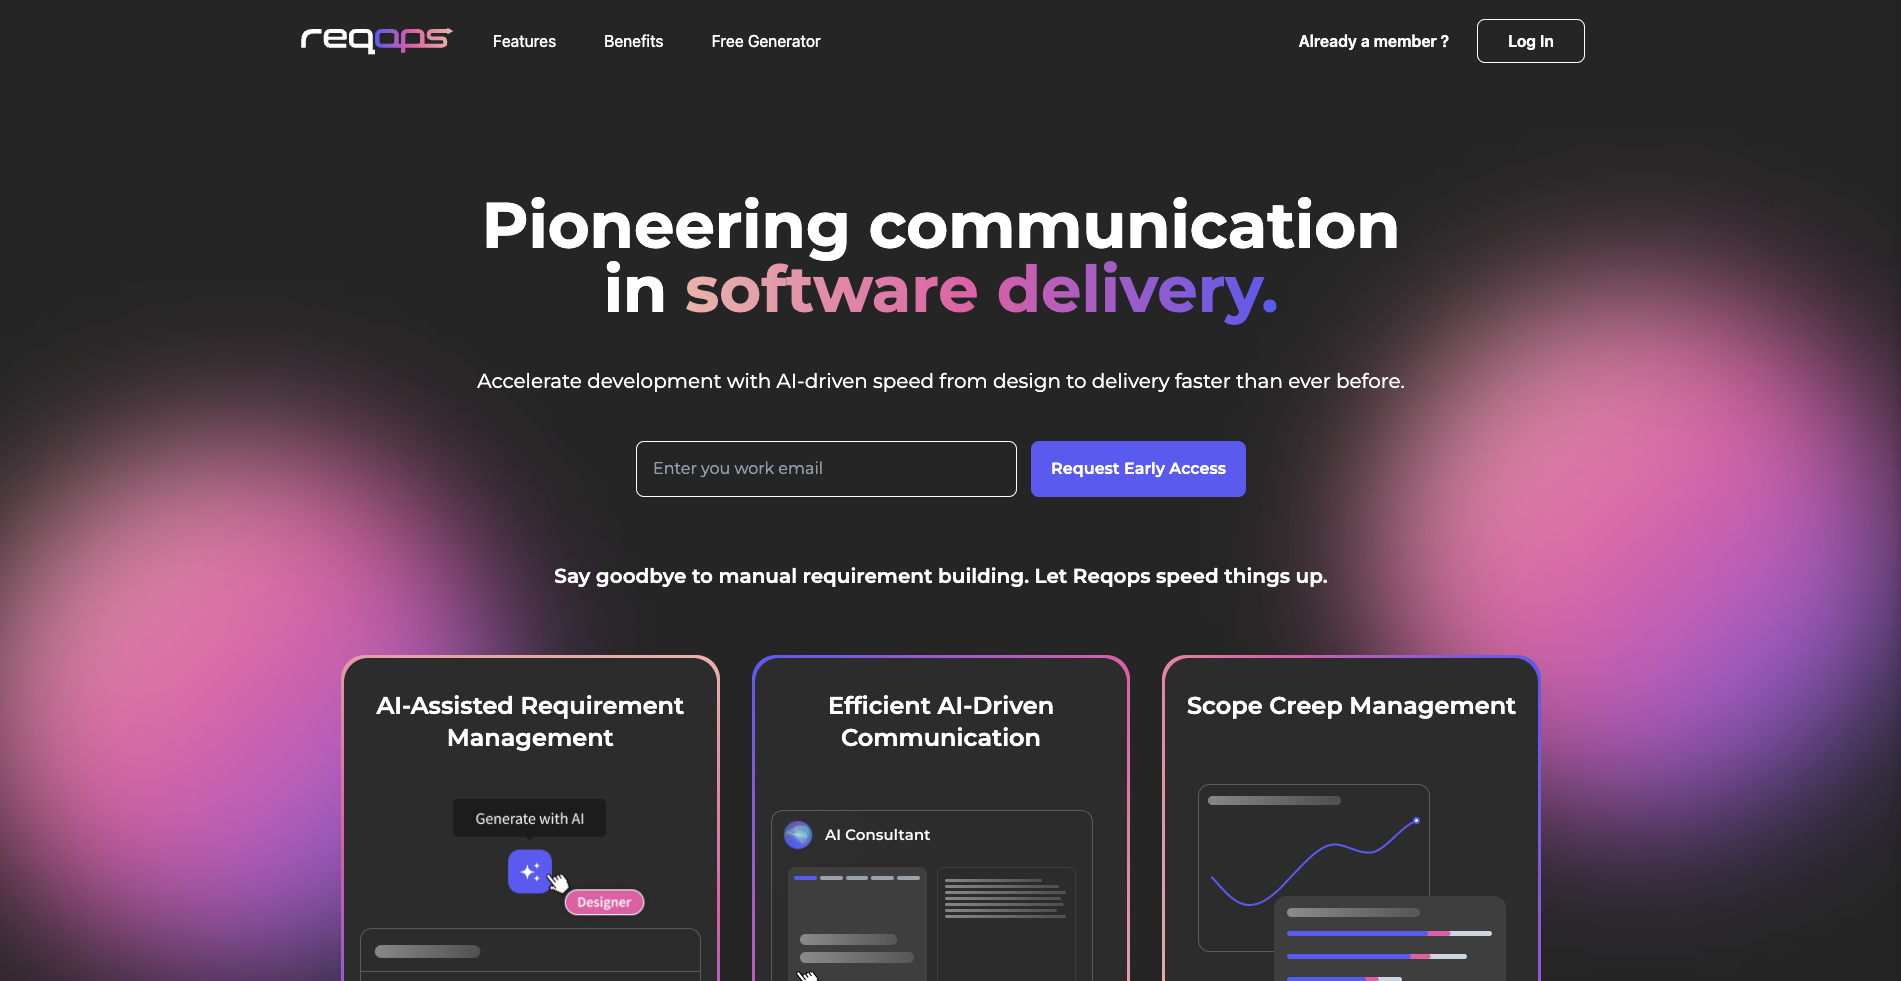 reqops
Features
Benefits
Free Generator
Already a member ?
Log In
Pioneering communication
in software delivery.
Accelerate development with AI-driven speed from design to delivery faster than ever before.
Enter you work email
Request Early Access
Say goodbye to manual requirement building. Let Reqops speed things up.
AI-Assisted Requirement
Management
Generate with AI
Designer
Efficient AI-Driven
Communication
AI Consultant
Scope Creep Management